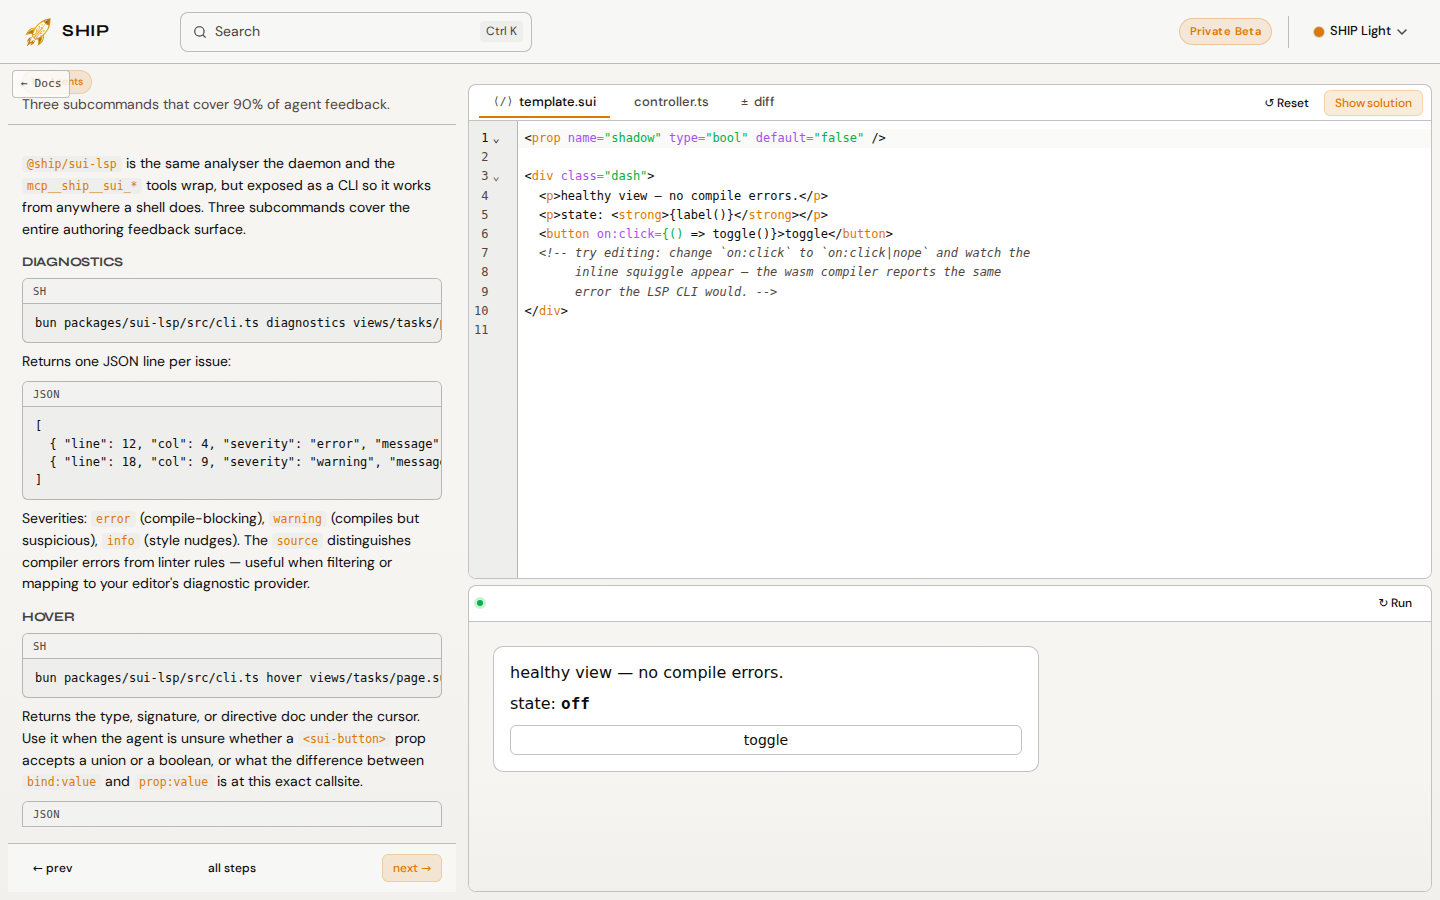 SHIP
Search
Ctrl K
Private Beta
SHIP Light
← Docs
Three subcommands that cover 90% of agent feedback.
@ship/sui-lsp is the same analyser the daemon and the
mcp__ship__sui_* tools wrap, but exposed as a CLI so it works
from anywhere a shell does. Three subcommands cover the
entire authoring feedback surface.
DIAGNOSTICS
SH
bun packages/sui-lsp/src/cli.ts diagnostics views/tasks/
Returns one JSON line per issue:
JSON
[
{ "line": 12, "col": 4, "severity": "error", "message"
{ "line": 18, "col": 9, "severity": "warning", "messag
]
Severities: error (compile-blocking), warning (compiles but
suspicious), info (style nudges). The source distinguishes
compiler errors from linter rules — useful when filtering or
mapping to your editor's diagnostic provider.
HOVER
SH
bun packages/sui-lsp/src/cli.ts hover views/tasks/page.s
Returns the type, signature, or directive doc under the cursor.
Use it when the agent is unsure whether a <sui-button> prop
accepts a union or a boolean, or what the difference between
bind:value and prop:value is at this exact callsite.
JSON
← prev
all steps
next →
⟨/⟩ template.sui
controller.ts
± diff
↺ Reset
Show solution
1 <prop name="shadow" type="bool" default="false" />
2
3 <div class="dash">
4 <p>healthy view — no compile errors.</p>
5 <p>state: <strong>{label()}</strong></p>
6 <button on:click={() => toggle()}>toggle</button>
7 <!-- try editing: change `on:click` to `on:click|nope` and watch the
8 inline squiggle appear — the wasm compiler reports the same
9 error the LSP CLI would. -->
10 </div>
11
↻ Run
healthy view — no compile errors.
state: off
toggle